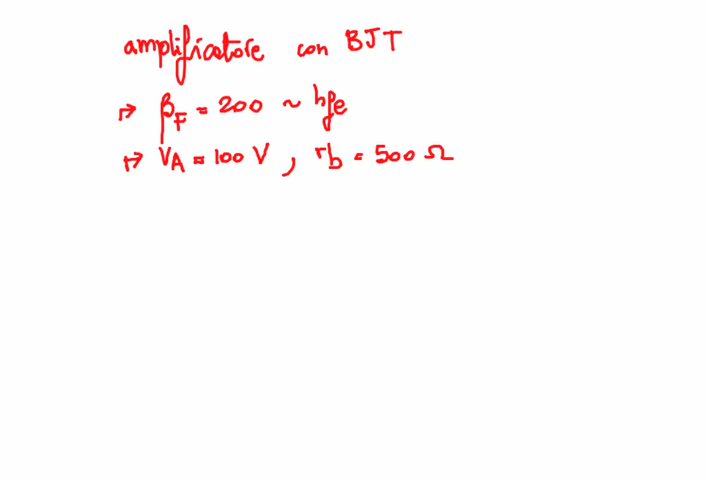 amplificatore con BJT
↦ βF = 200 ~ hfe
↦ VA = 100 V, rb = 500 Ω